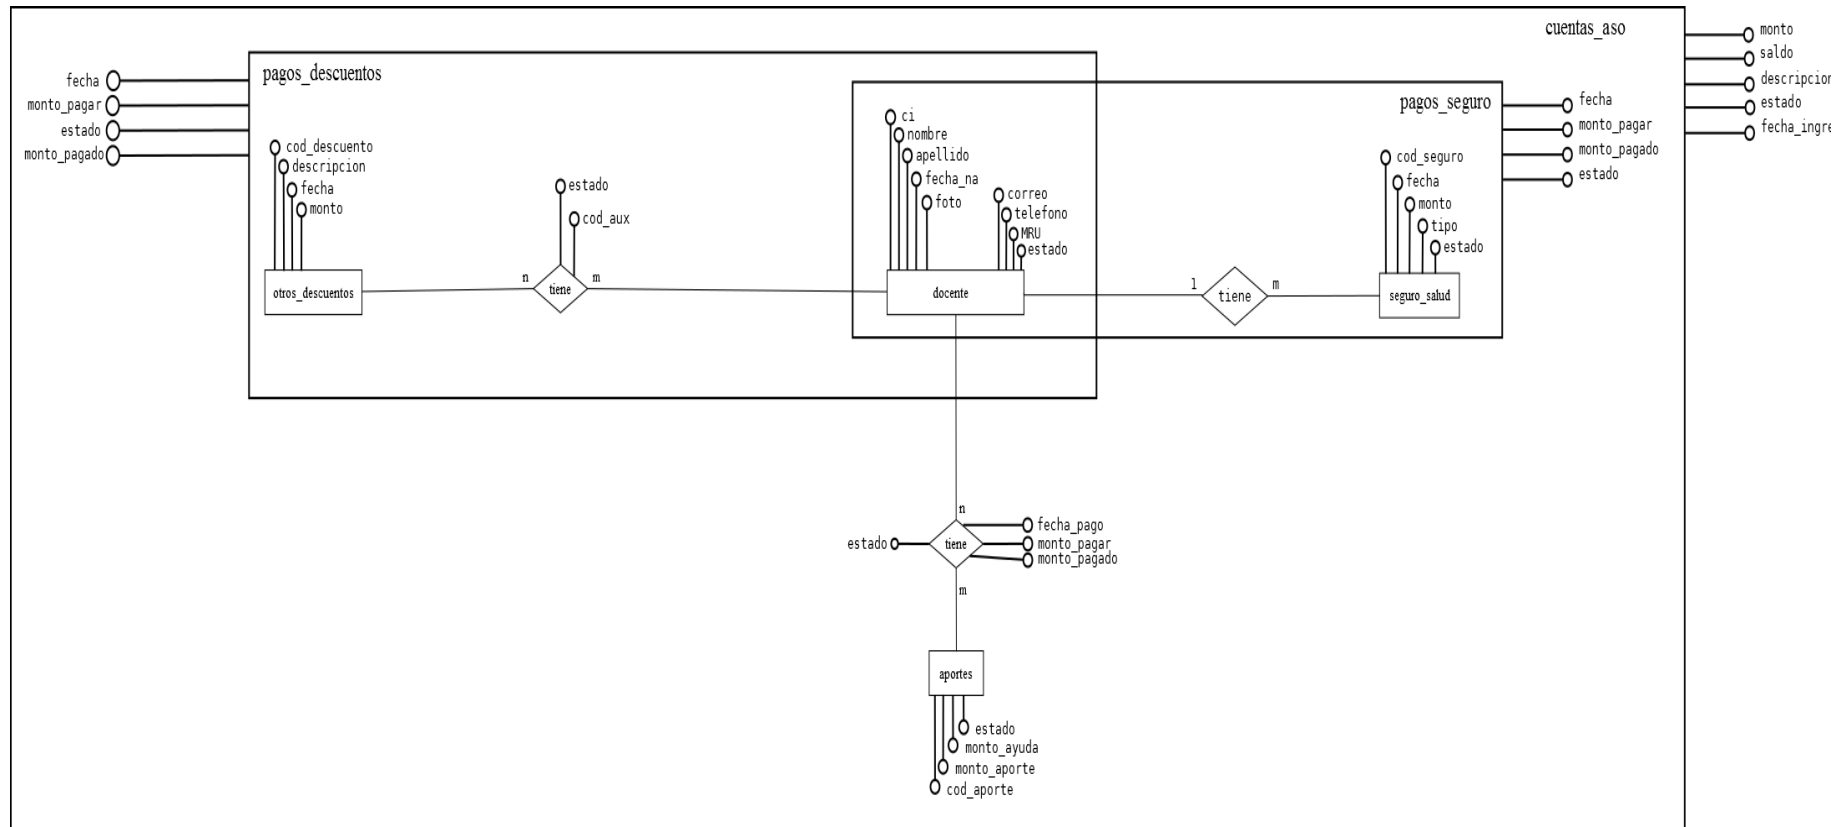 cuentas_aso
monto
saldo
descripcion
estado
fecha_ingre
pagos_descuentos
fecha
monto_pagar
estado
monto_pagado
cod_descuento
descripcion
fecha
monto
otros_descuentos
estado
cod_aux
n
tiene
m
ci
nombre
apellido
fecha_na
foto
correo
telefono
MRU
estado
docente
pagos_seguro
fecha
monto_pagar
monto_pagado
estado
l
tiene
m
cod_seguro
fecha
monto
tipo
estado
seguro_salud
n
estado
tiene
fecha_pago
monto_pagar
monto_pagado
m
aportes
estado
monto_ayuda
monto_aporte
cod_aporte